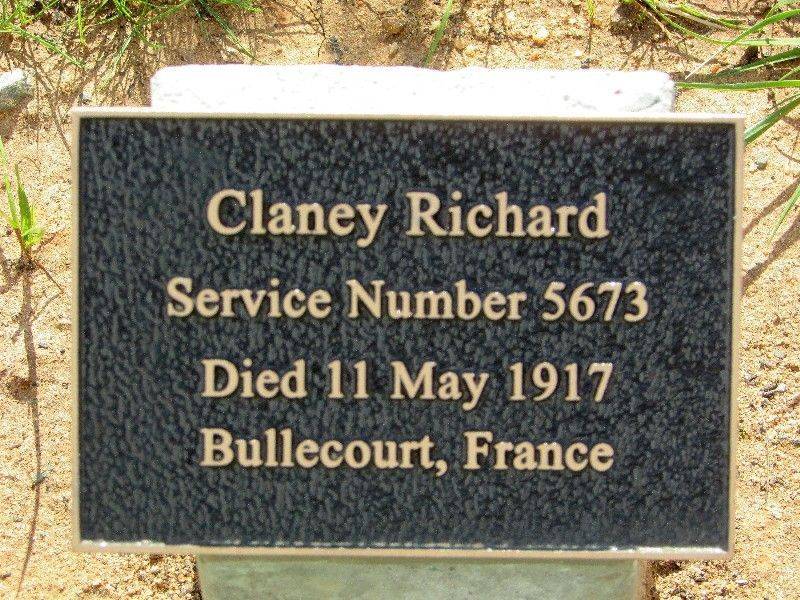 Claney Richard
Service Number 5673
Died 11 May 1917
Bullecourt, France